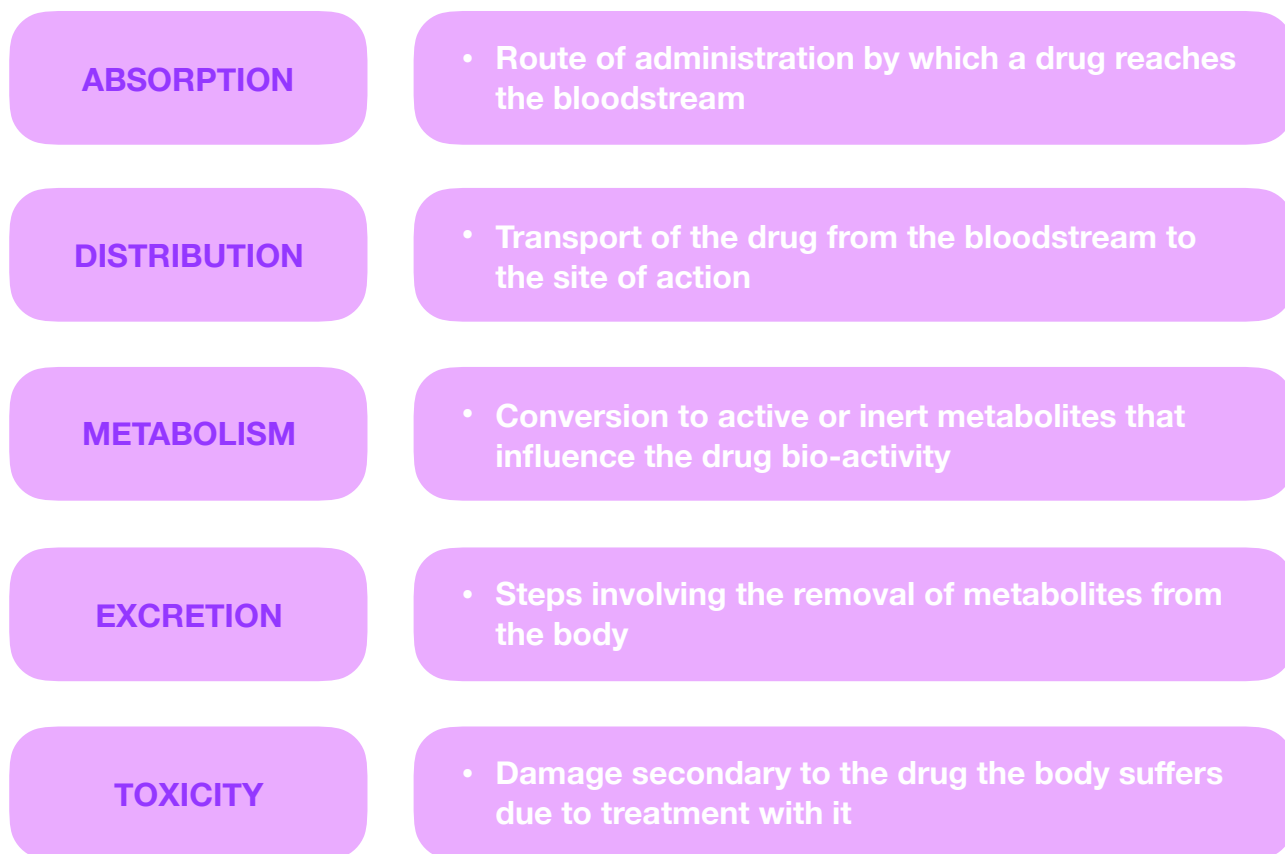 ABSORPTION
• Route of administration by which a drug reaches
the bloodstream
DISTRIBUTION
• Transport of the drug from the bloodstream to
the site of action
METABOLISM
• Conversion to active or inert metabolites that
influence the drug bio-activity
EXCRETION
• Steps involving the removal of metabolites from
the body
TOXICITY
• Damage secondary to the drug the body suffers
due to treatment with it